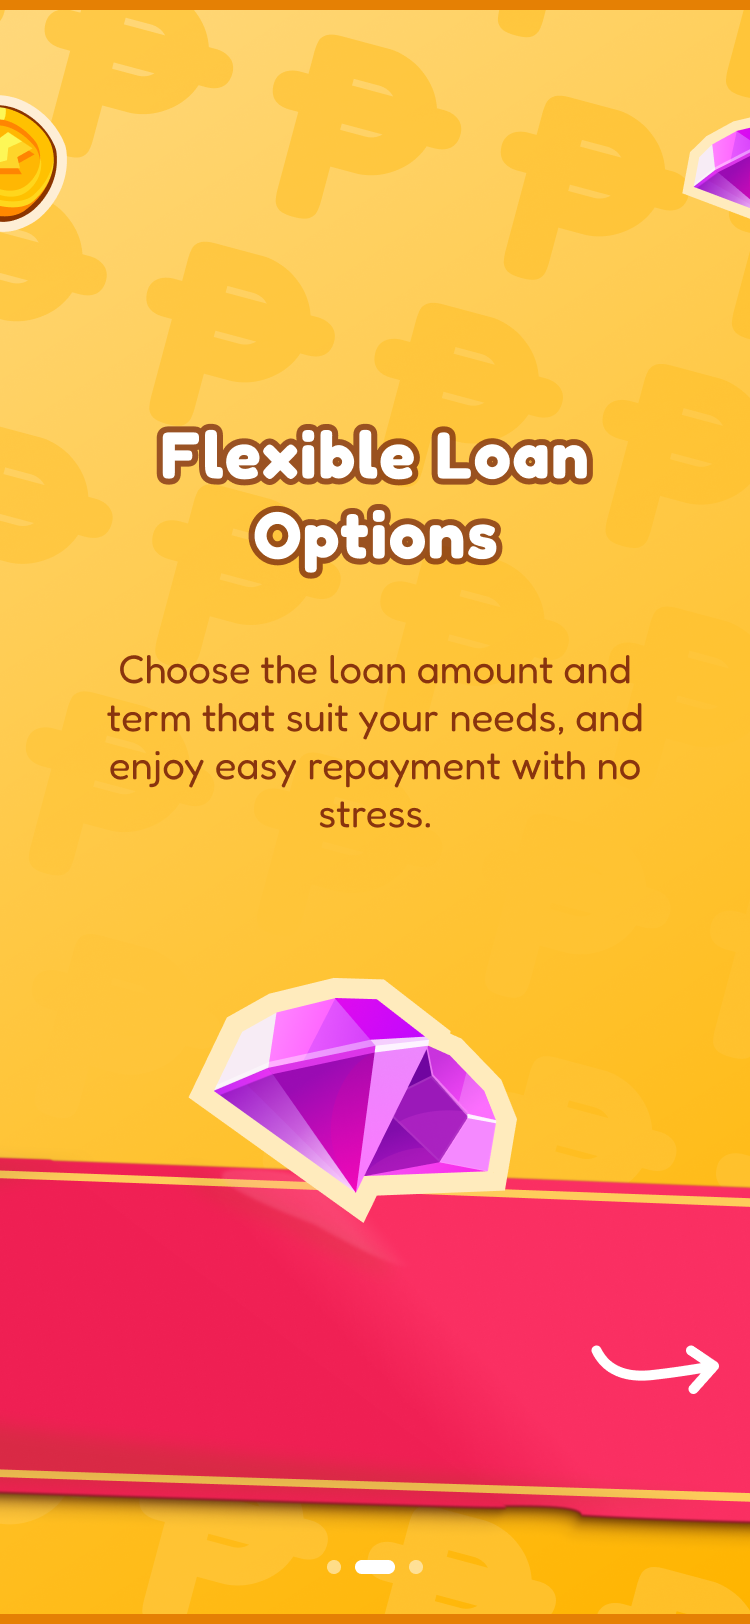 Flexible Loan
Options
Choose the loan amount and
term that suit your needs, and
enjoy easy repayment with no
stress.